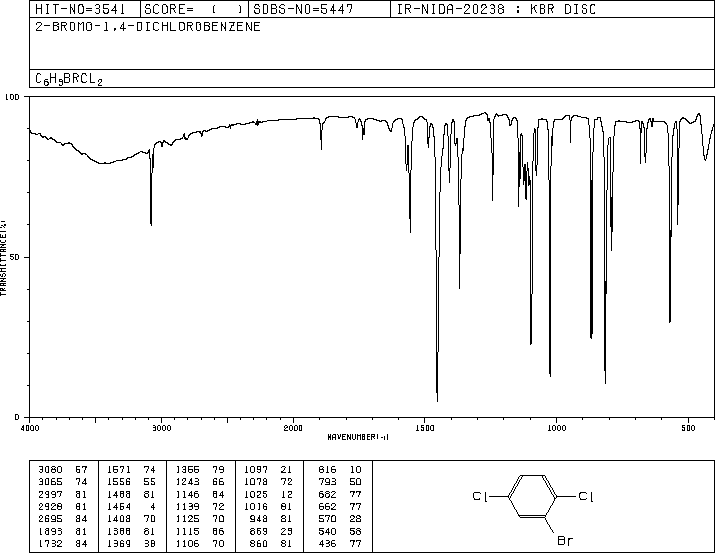 HIT-NO=3541 SCORE= ( ) SDBS-NO=5447 IR-NIDA-20238 : KBR DISC
2-BROMO-1,4-DICHLOROBENZENE
C6H3BRCL2
100
50
0
TRANSMITTANCE(%)
4000 3000 2000 1500 1000 500
WAVENUMBER(-1)
3080 57 1571 74 1366 79 1097 21 816 10
3065 74 1556 55 1243 66 1078 72 793 50
2997 81 1488 81 1146 84 1025 12 682 77
2928 81 1454 4 1139 72 1016 81 662 77
2695 84 1408 70 1125 70 948 81 570 28
1893 81 1388 81 1115 66 869 23 540 58
1732 84 1369 38 1106 70 860 81 436 77
Cl Cl
Br